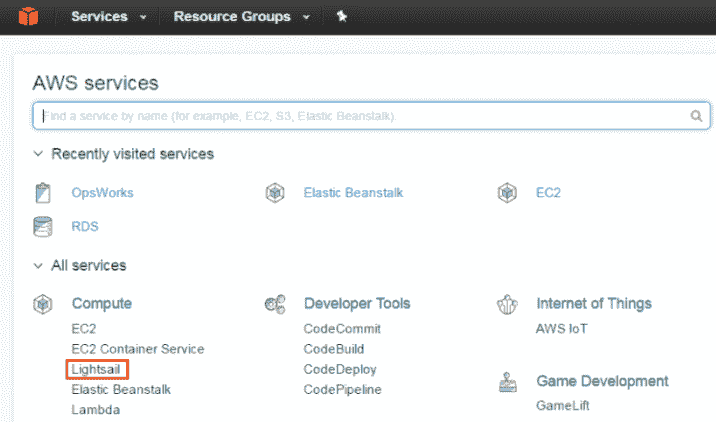 Services Resource Groups
AWS services
Find a service by name (for example, EC2, S3, Elastic Beanstalk).
Recently visited services
OpsWorks Elastic Beanstalk EC2
RDS
All services
Compute Developer Tools Internet of Things
EC2 CodeCommit AWS IoT
EC2 Container Service CodeBuild
Lightsail CodeDeploy
Elastic Beanstalk CodePipeline Game Development
Lambda GameLift